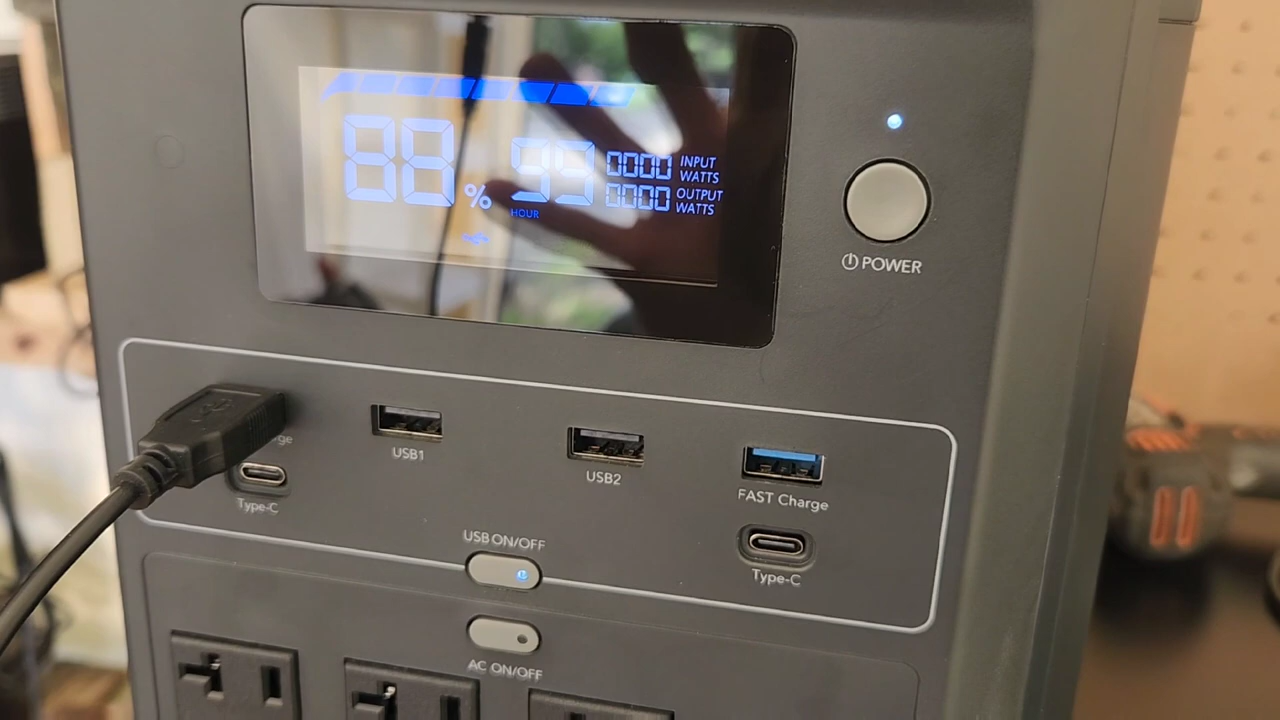 88 % 99 HOUR
0000 INPUT WATTS
0000 OUTPUT WATTS
POWER
ge
USB1
USB2
FAST Charge
Type-C
Type-C
USB ON/OFF
AC ON/OFF